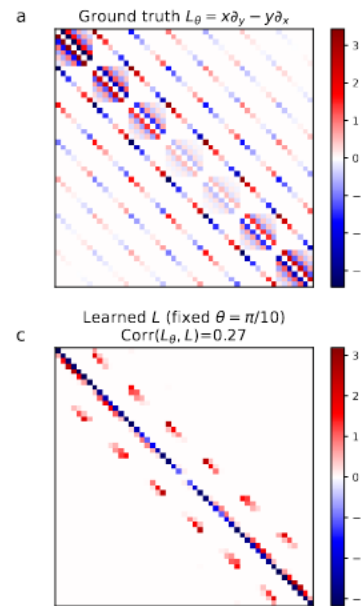 a
Ground truth L_θ = x∂_y − y∂_x
3
2
1
0
−
−
−
c
Learned L (fixed θ = π/10)
Corr(L_θ, L)=0.27
3
2
1
0
−
−
−